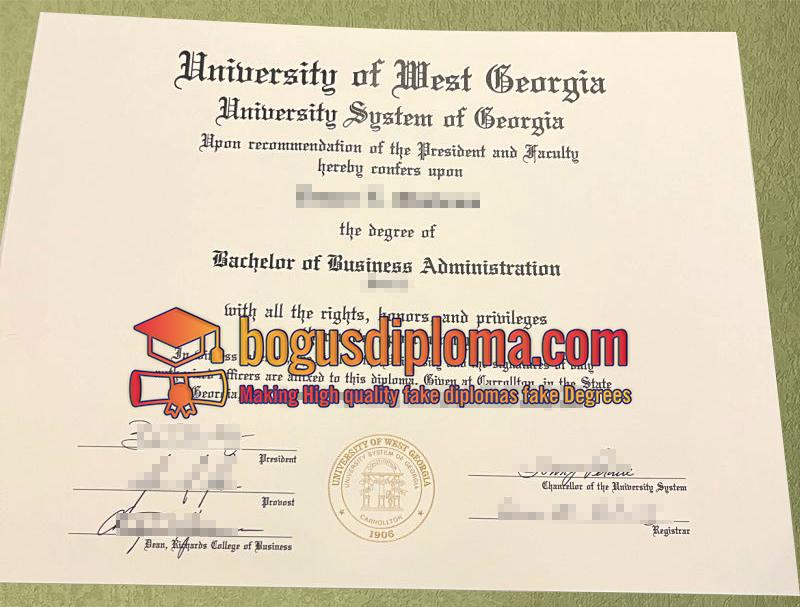 University of West Georgia
University System of Georgia
Upon recommendation of the President and Faculty
hereby confers upon
the degree of
Bachelor of Business Administration
with all the rights, honors and privileges
bogusdiploma.com
In
signatures of
officers are affixed to this diploma. Given at Carrollton, in the State
Georgia
Making High quality fake diplomas fake Degrees
President
Provost
Dean, Richards College of Business
UNIVERSITY OF WEST GEORGIA
UNIVERSITY SYSTEM OF GEORGIA
CARROLLTON
1906
Chancellor of the University System
Registrar